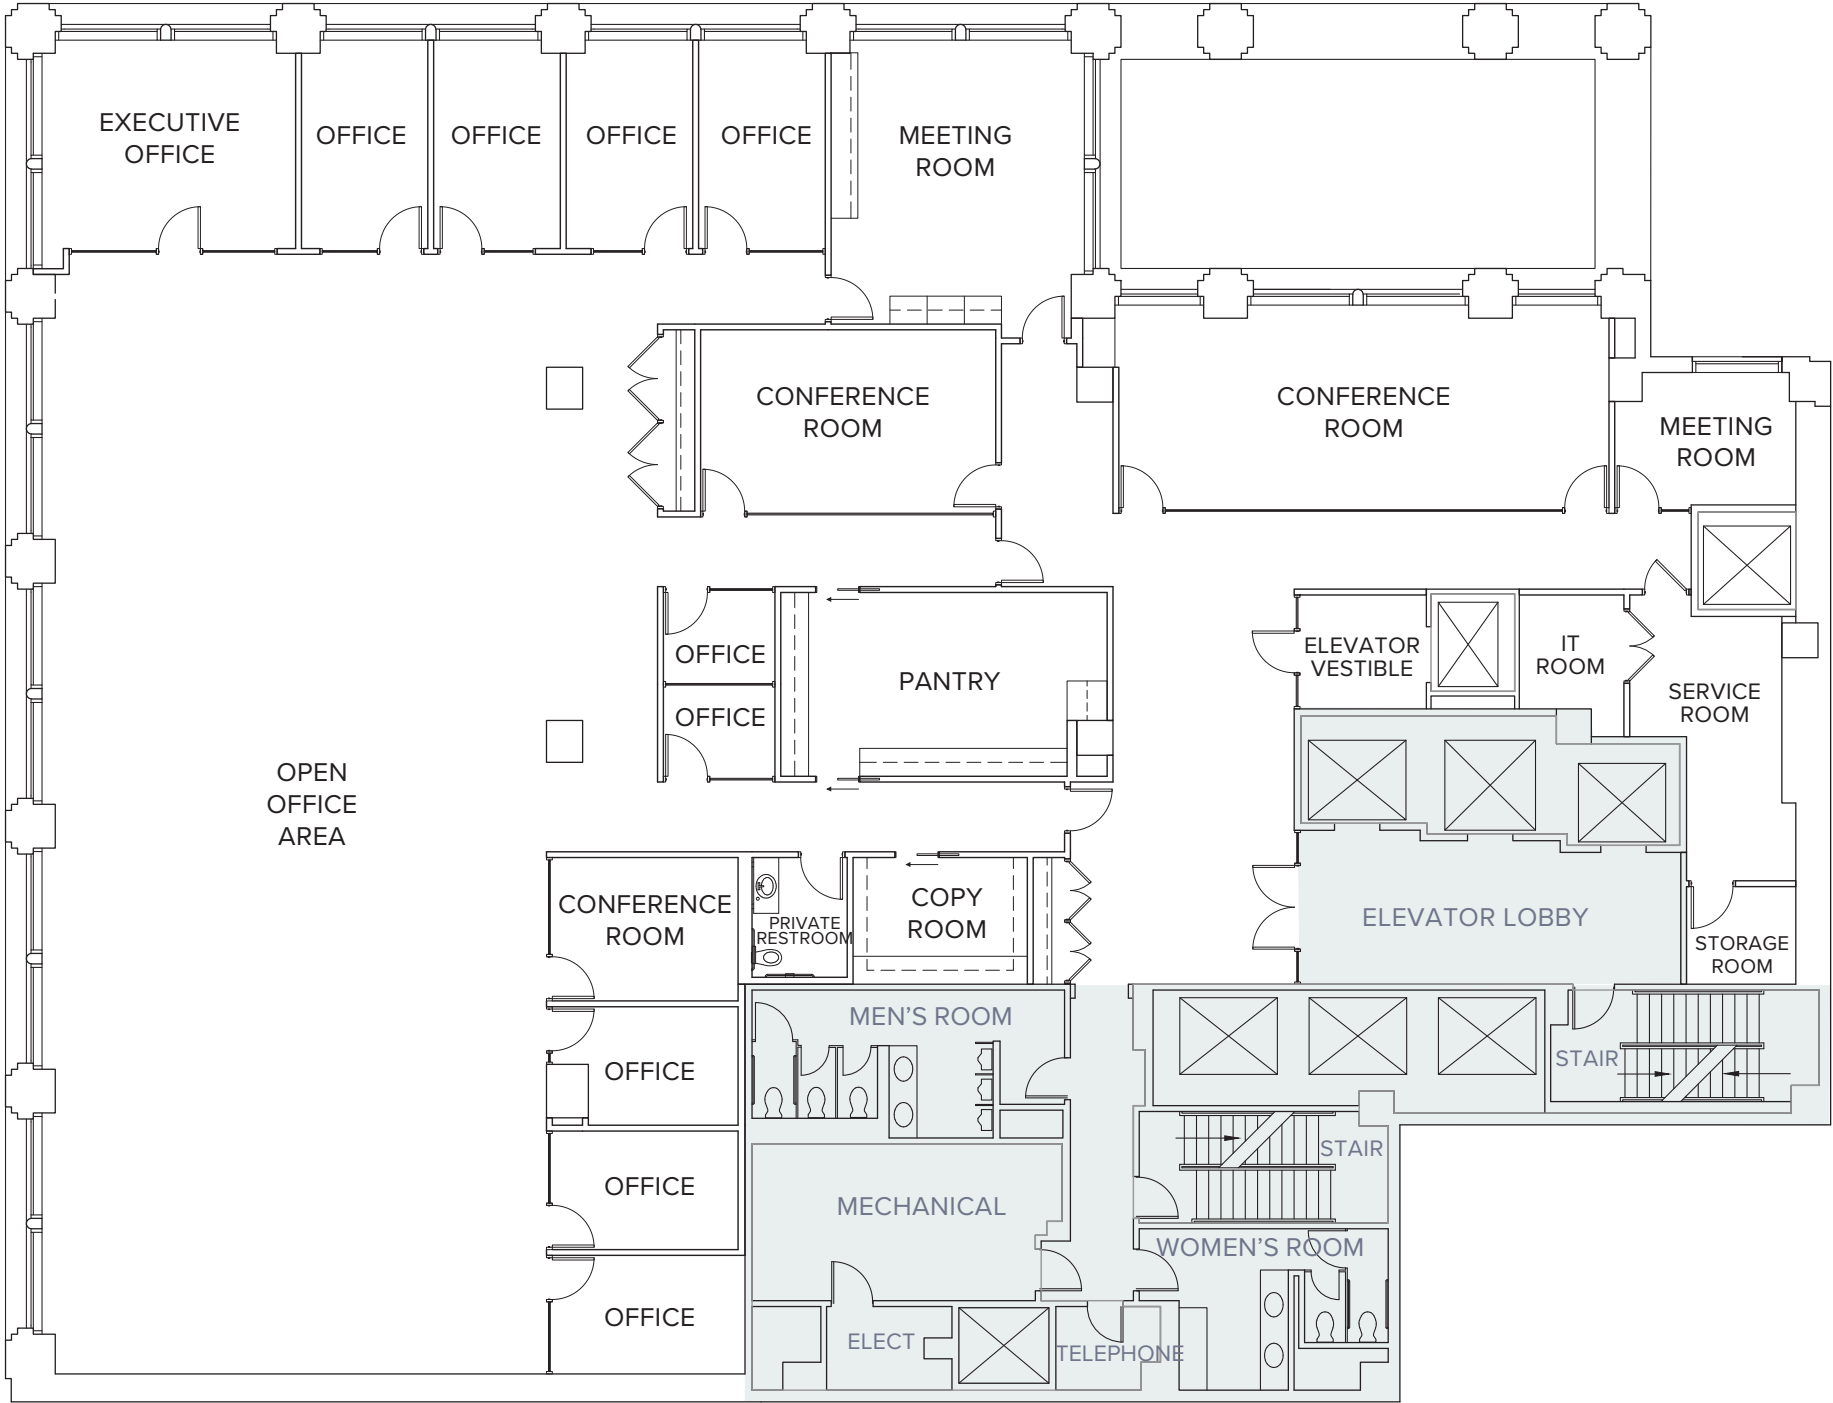 EXECUTIVE
OFFICE
OFFICE
OFFICE
OFFICE
OFFICE
MEETING
ROOM
CONFERENCE
ROOM
CONFERENCE
ROOM
MEETING
ROOM
OFFICE
OFFICE
PANTRY
ELEVATOR
VESTIBLE
IT
ROOM
SERVICE
ROOM
OPEN
OFFICE
AREA
CONFERENCE
ROOM
PRIVATE
RESTROOM
COPY
ROOM
ELEVATOR LOBBY
STORAGE
ROOM
MEN'S ROOM
OFFICE
STAIR
STAIR
OFFICE
MECHANICAL
WOMEN'S ROOM
OFFICE
ELECT
TELEPHONE